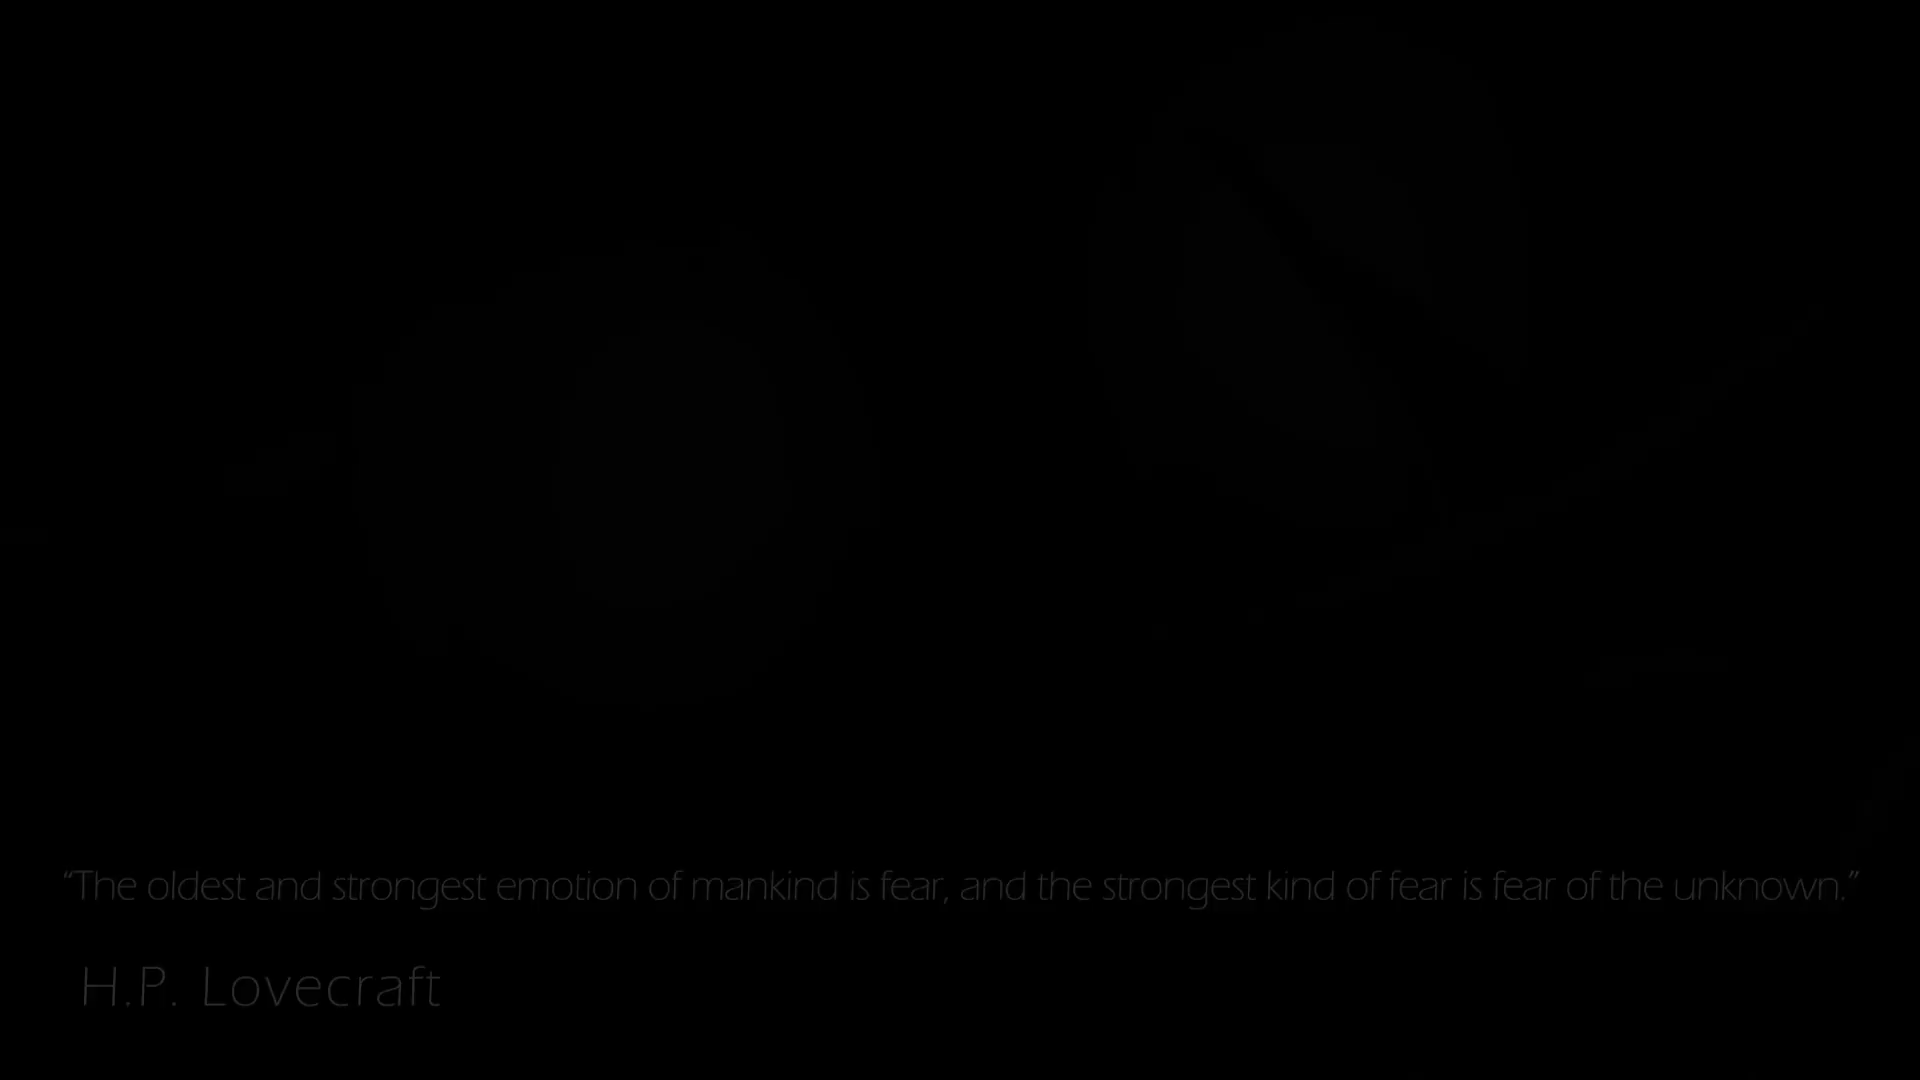 “The oldest and strongest emotion of mankind is fear, and the strongest kind of fear is fear of the unknown.”
H.P. Lovecraft